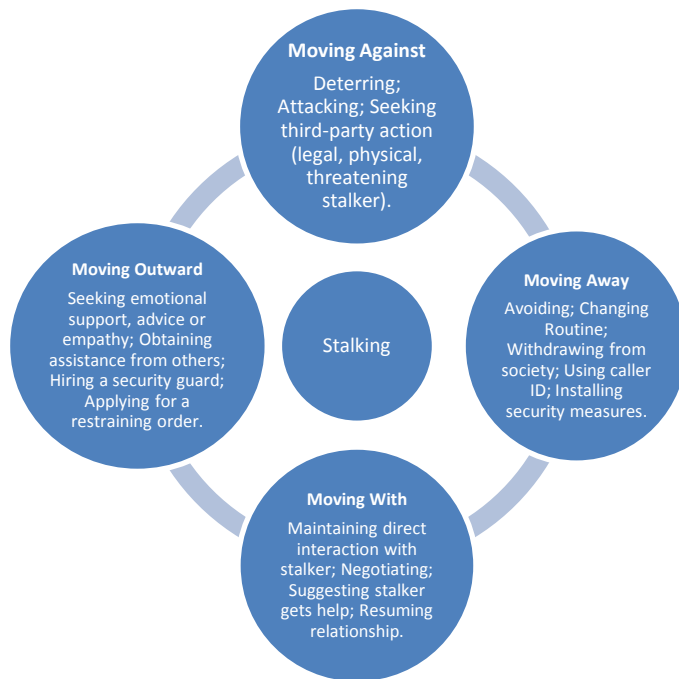 Moving Against
Deterring;
Attacking; Seeking
third-party action
(legal, physical,
threatening
stalker).
Moving Outward
Seeking emotional
support, advice or
empathy; Obtaining
assistance from others;
Hiring a security guard;
Applying for a
restraining order.
Stalking
Moving Away
Avoiding; Changing
Routine;
Withdrawing from
society; Using caller
ID; Installing
security measures.
Moving With
Maintaining direct
interaction with
stalker; Negotiating;
Suggesting stalker
gets help; Resuming
relationship.